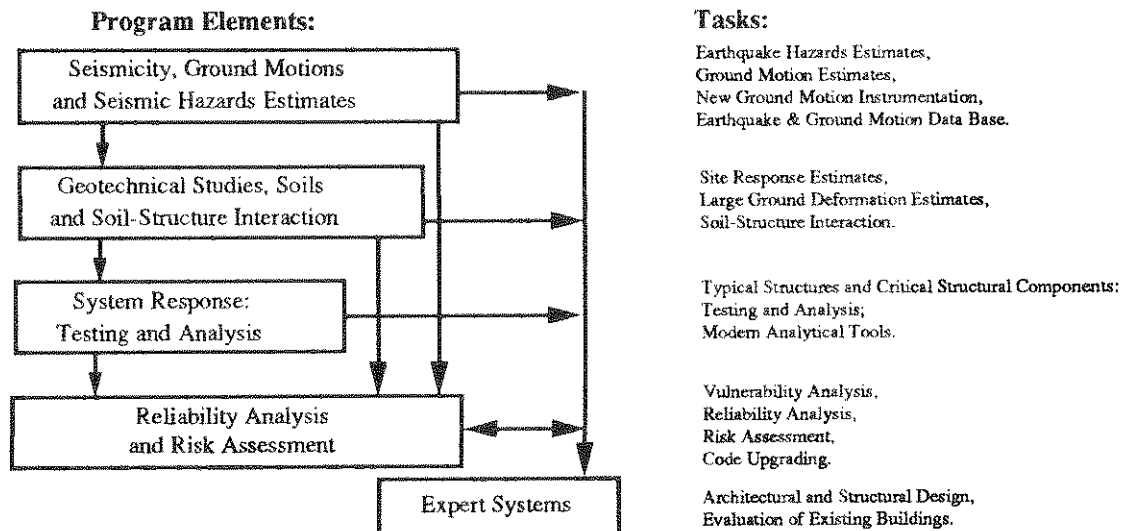 Program Elements:
Seismicity, Ground Motions
and Seismic Hazards Estimates
Geotechnical Studies, Soils
and Soil-Structure Interaction
System Response:
Testing and Analysis
Reliability Analysis
and Risk Assessment
Expert Systems
Tasks:
Earthquake Hazards Estimates,
Ground Motion Estimates,
New Ground Motion Instrumentation,
Earthquake & Ground Motion Data Base.
Site Response Estimates,
Large Ground Deformation Estimates,
Soil-Structure Interaction.
Typical Structures and Critical Structural Components:
Testing and Analysis;
Modern Analytical Tools.
Vulnerability Analysis,
Reliability Analysis,
Risk Assessment,
Code Upgrading.
Architectural and Structural Design,
Evaluation of Existing Buildings.